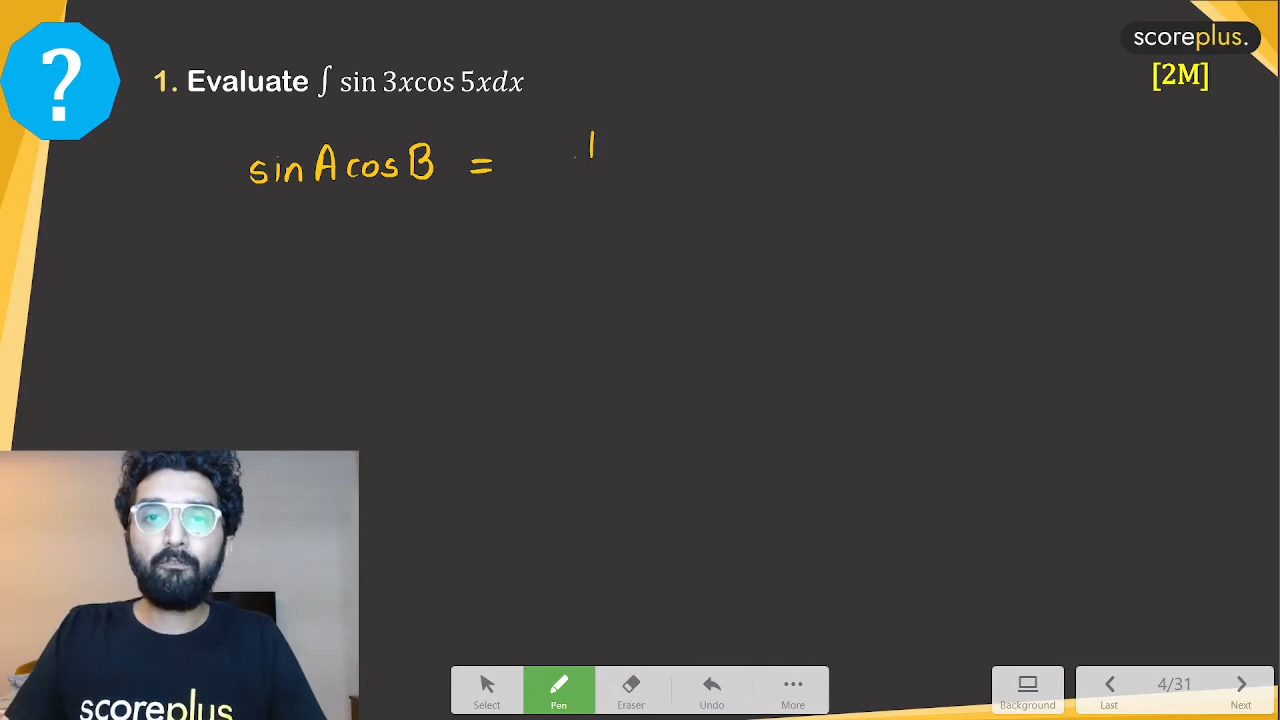 scoreplus.
?
1. Evaluate ∫ sin 3xcos 5xdx
[2M]
sin A cos B = 1
scoreplus
Select
Pen
Eraser
Undo
More
Background
Last
4/31
Next